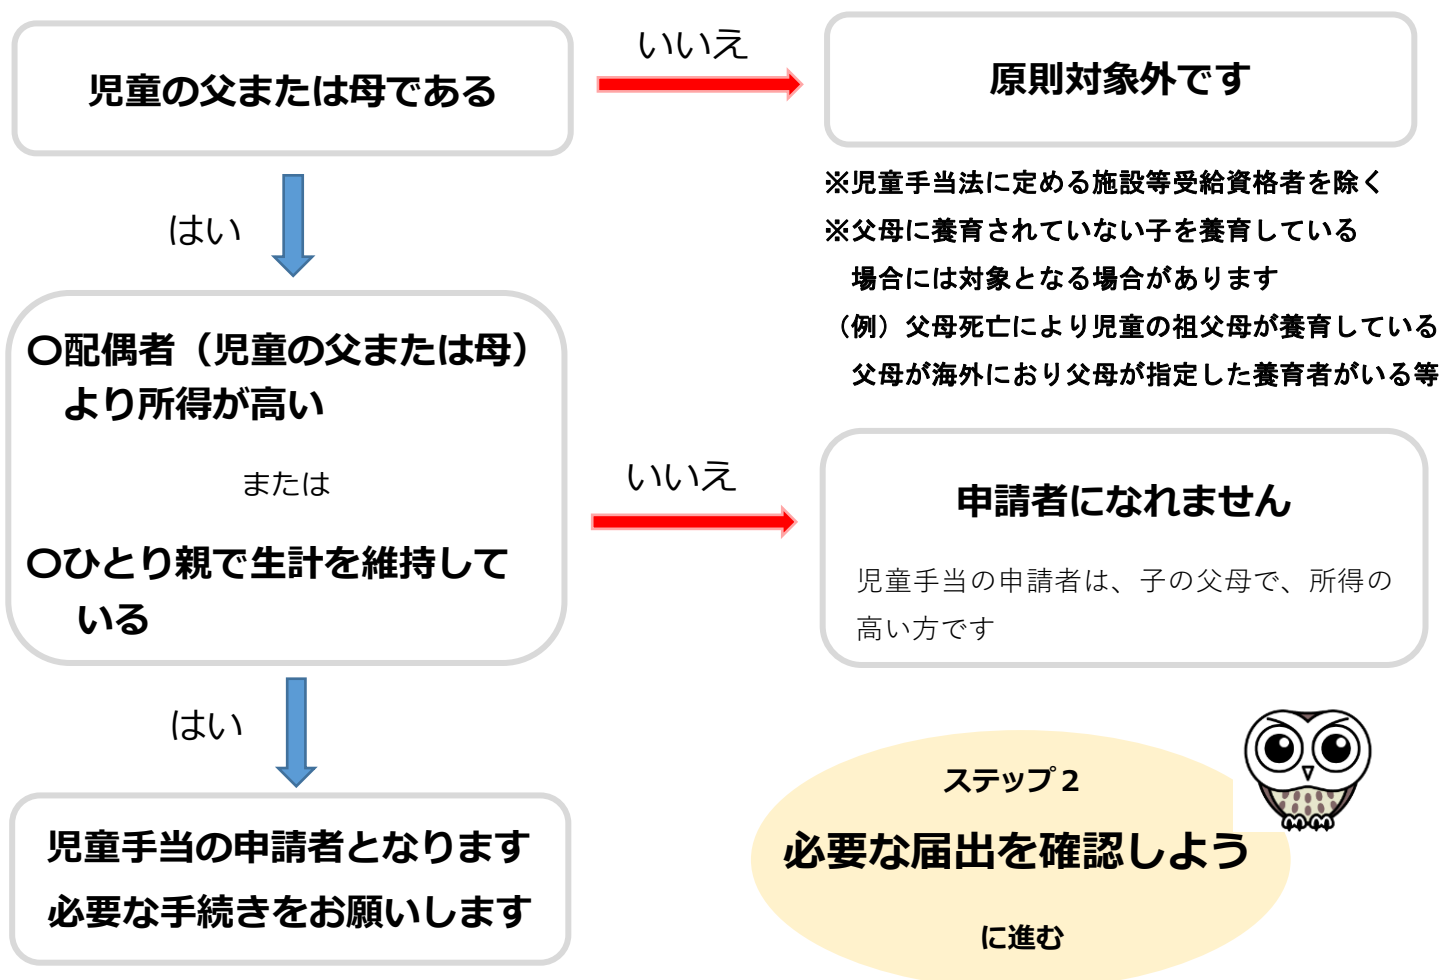 児童の父または母である
いいえ
原則対象外です
※児童手当法に定める施設等受給資格者を除く
※父母に養育されていない子を養育している
場合には対象となる場合があります
（例）父母死亡により児童の祖父母が養育している
父母が海外におり父母が指定した養育者がいる等
はい
〇配偶者（児童の父または母）
より所得が高い
または
〇ひとり親で生計を維持して
いる
いいえ
申請者になれません
児童手当の申請者は、子の父母で、所得の
高い方です
はい
児童手当の申請者となります
必要な手続きをお願いします
ステップ２
必要な届出を確認しよう
に進む